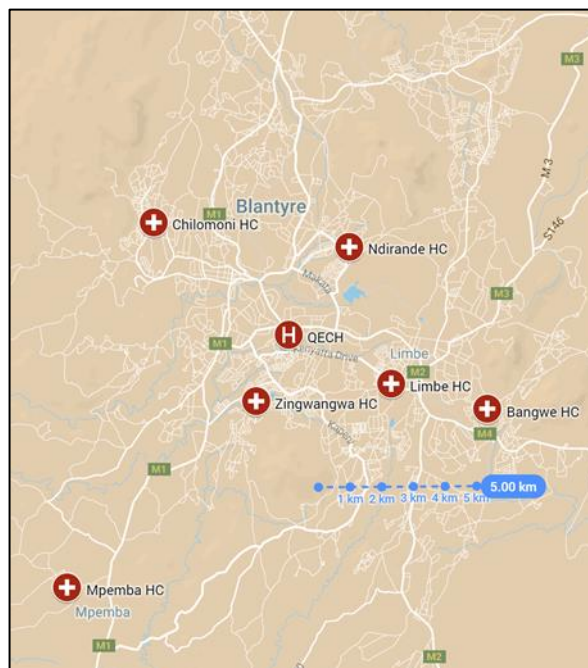 M1
M3
M 3
S146
Blantyre
M1
Chilomoni HC
Ndirande HC
Makata
M3
H
QECH
M1
Kenyatta Drive
Limbe
M2
Limbe HC
Zingwangwa HC
Bangwe HC
Kapeni
M4
M1
1 km
2 km
3 km
4 km
5 km
5.00 km
Mpemba HC
Mpemba
M1
M2